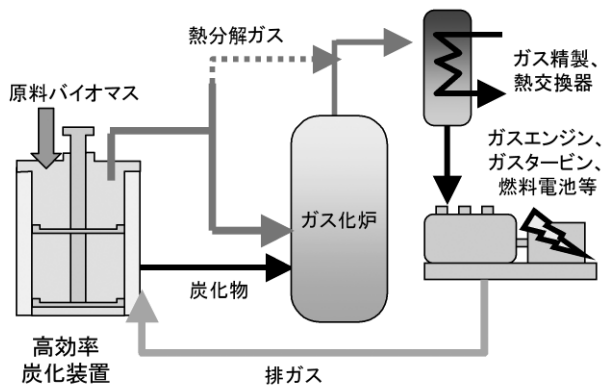 熱分解ガス
原料バイオマス
ガス精製、
熱交換器
ガスエンジン、
ガスタービン、
燃料電池等
ガス化炉
炭化物
高効率
炭化装置
排ガス